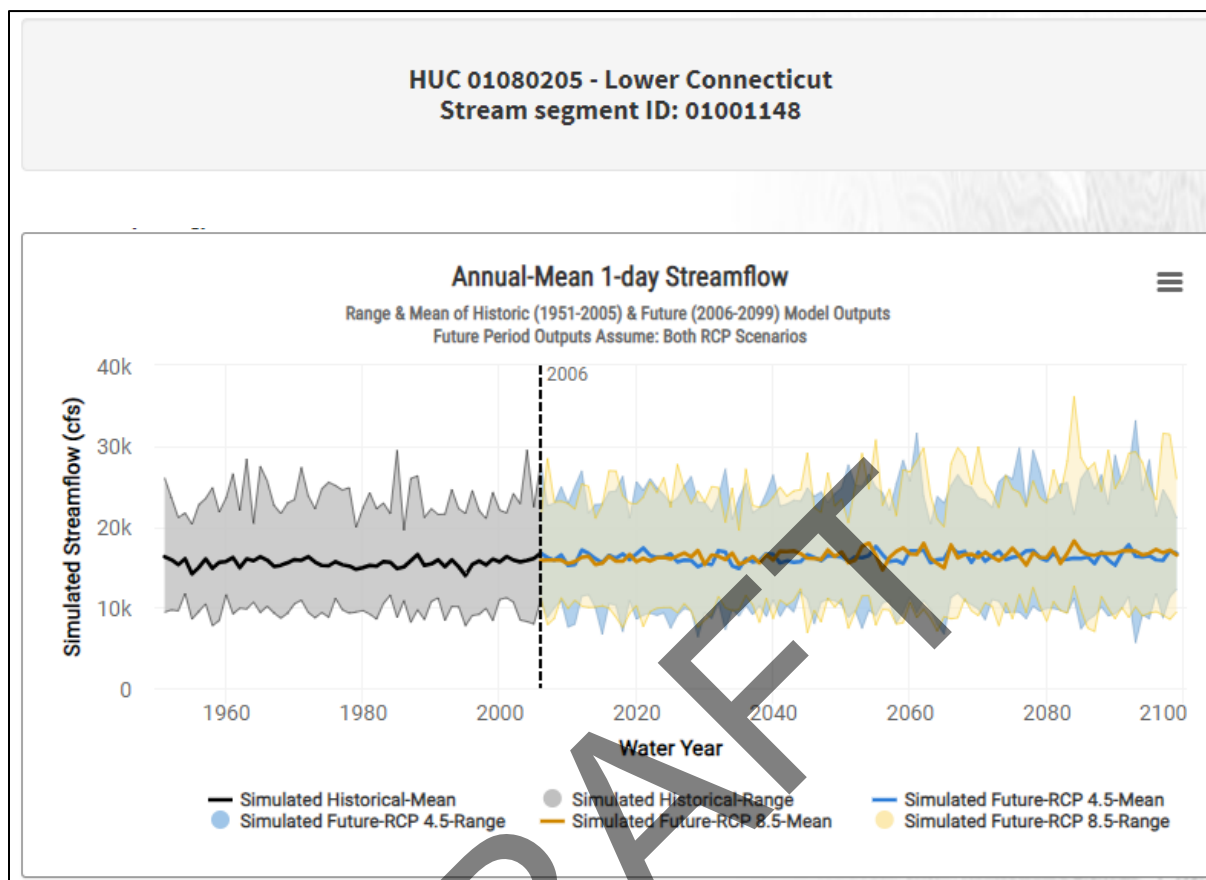 HUC 01080205 - Lower Connecticut
Stream segment ID: 01001148
Annual-Mean 1-day Streamflow
Range & Mean of Historic (1951-2005) & Future (2006-2099) Model Outputs
Future Period Outputs Assume: Both RCP Scenarios
Simulated Streamflow (cfs)
40k
30k
20k
10k
0
2006
1960
1980
2000
2020
2040
2060
2080
2100
Water Year
Simulated Historical-Mean
Simulated Historical-Range
Simulated Future-RCP 4.5-Mean
Simulated Future-RCP 4.5-Range
Simulated Future-RCP 8.5-Mean
Simulated Future-RCP 8.5-Range